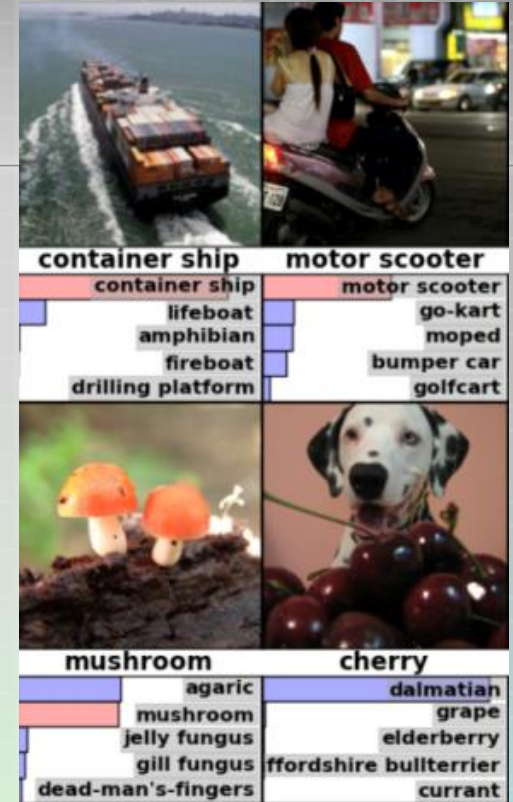 container ship
container ship
lifeboat
amphibian
fireboat
drilling platform
motor scooter
motor scooter
go-kart
moped
bumper car
golfcart
mushroom
agaric
mushroom
jelly fungus
gill fungus
dead-man's-fingers
cherry
dalmatian
grape
elderberry
ffordshire bullterrier
currant